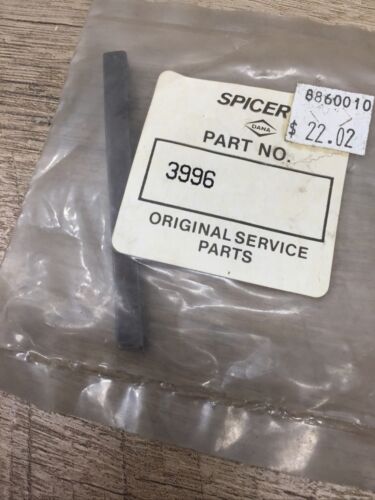 SPICER
DANA
8860010
$ 22.02
PART NO.
3996
ORIGINAL SERVICE
PARTS